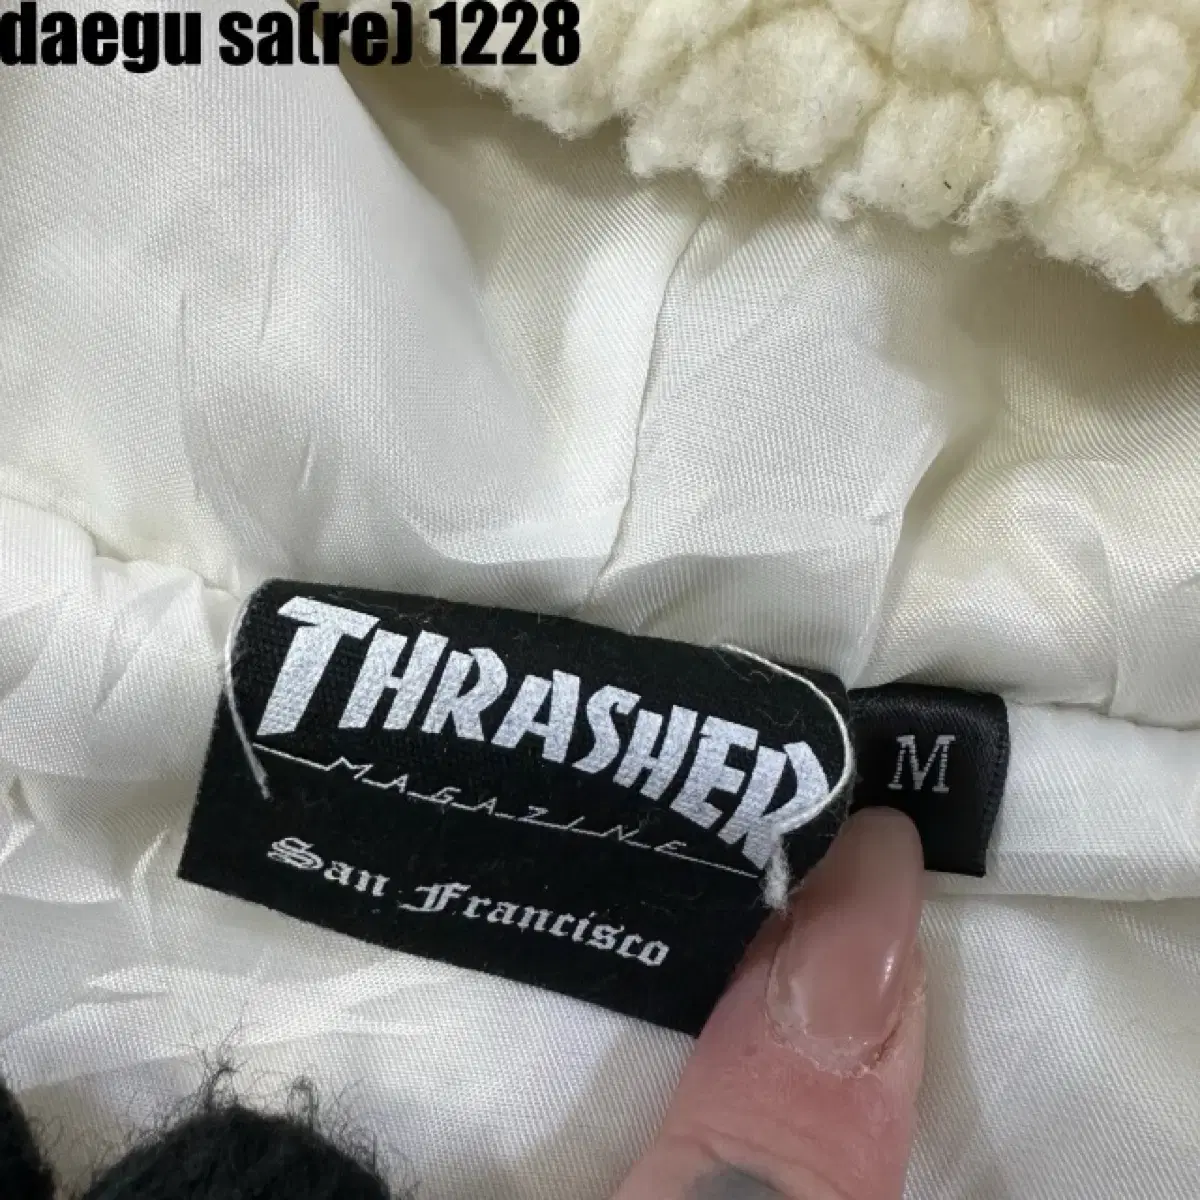 daegu sa(re) 1228
THRASHER
M
MAGAZINE
San Francisco